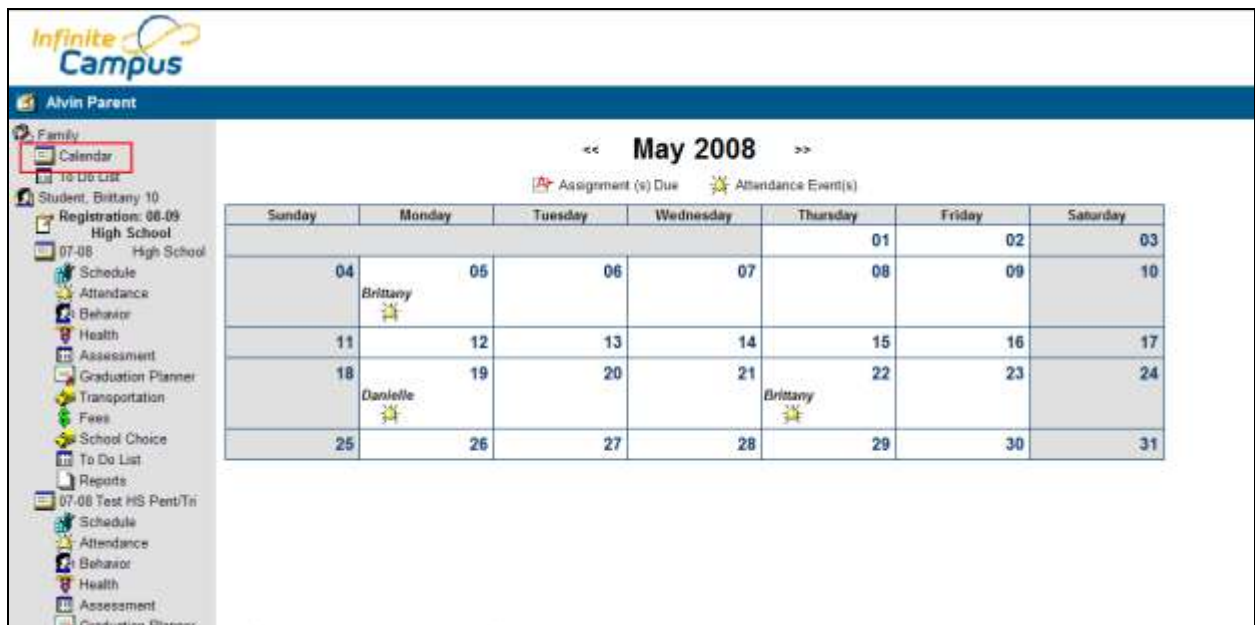 Infinite
Campus
Alvin Parent
Family
Calendar
To Do List
Student, Brittany 10
Registration: 08-09
High School
07-08 High School
Schedule
Attendance
Behavior
Health
Assessment
Graduation Planner
Transportation
Fees
School Choice
To Do List
Reports
07-08 Test HS Pent/Tri
Schedule
Attendance
Behavior
Health
Assessment
Graduation Planner
<< May 2008 >>
Assignment (s) Due Attendance Event(s)
Sunday Monday Tuesday Wednesday Thursday Friday Saturday
01 02 03
04 05 06 07 08 09 10
Brittany
11 12 13 14 15 16 17
18 19 20 21 22 23 24
Danielle Brittany
25 26 27 28 29 30 31